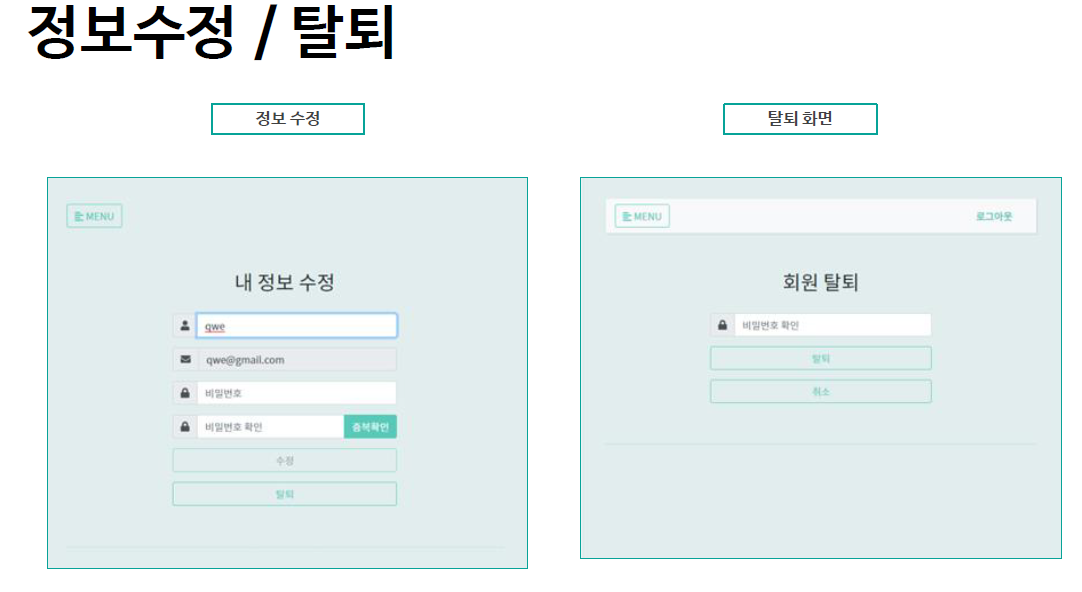 정보수정 / 탈퇴
정보 수정
탈퇴 화면
MENU
내 정보 수정
qwe
qwe@gmail.com
비밀번호
비밀번호 확인
중복확인
수정
탈퇴
MENU
로그아웃
회원 탈퇴
비밀번호 확인
탈퇴
취소